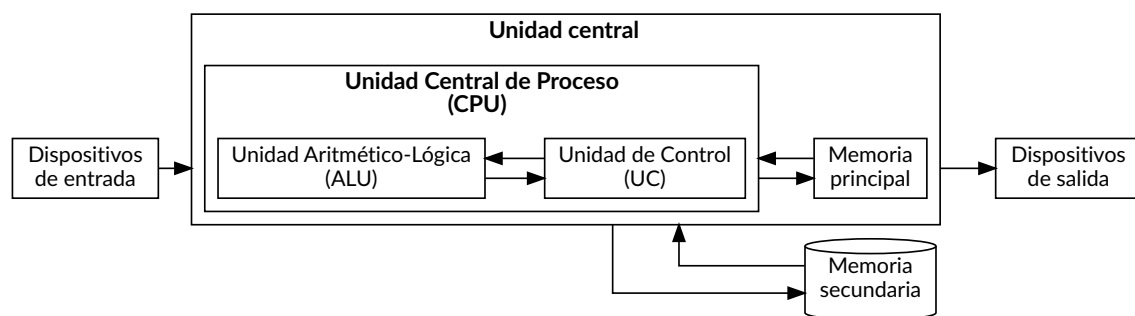 Unidad central
Unidad Central de Proceso
(CPU)
Dispositivos
de entrada
Unidad Aritmético-Lógica
(ALU)
Unidad de Control
(UC)
Memoria
principal
Dispositivos
de salida
Memoria
secundaria